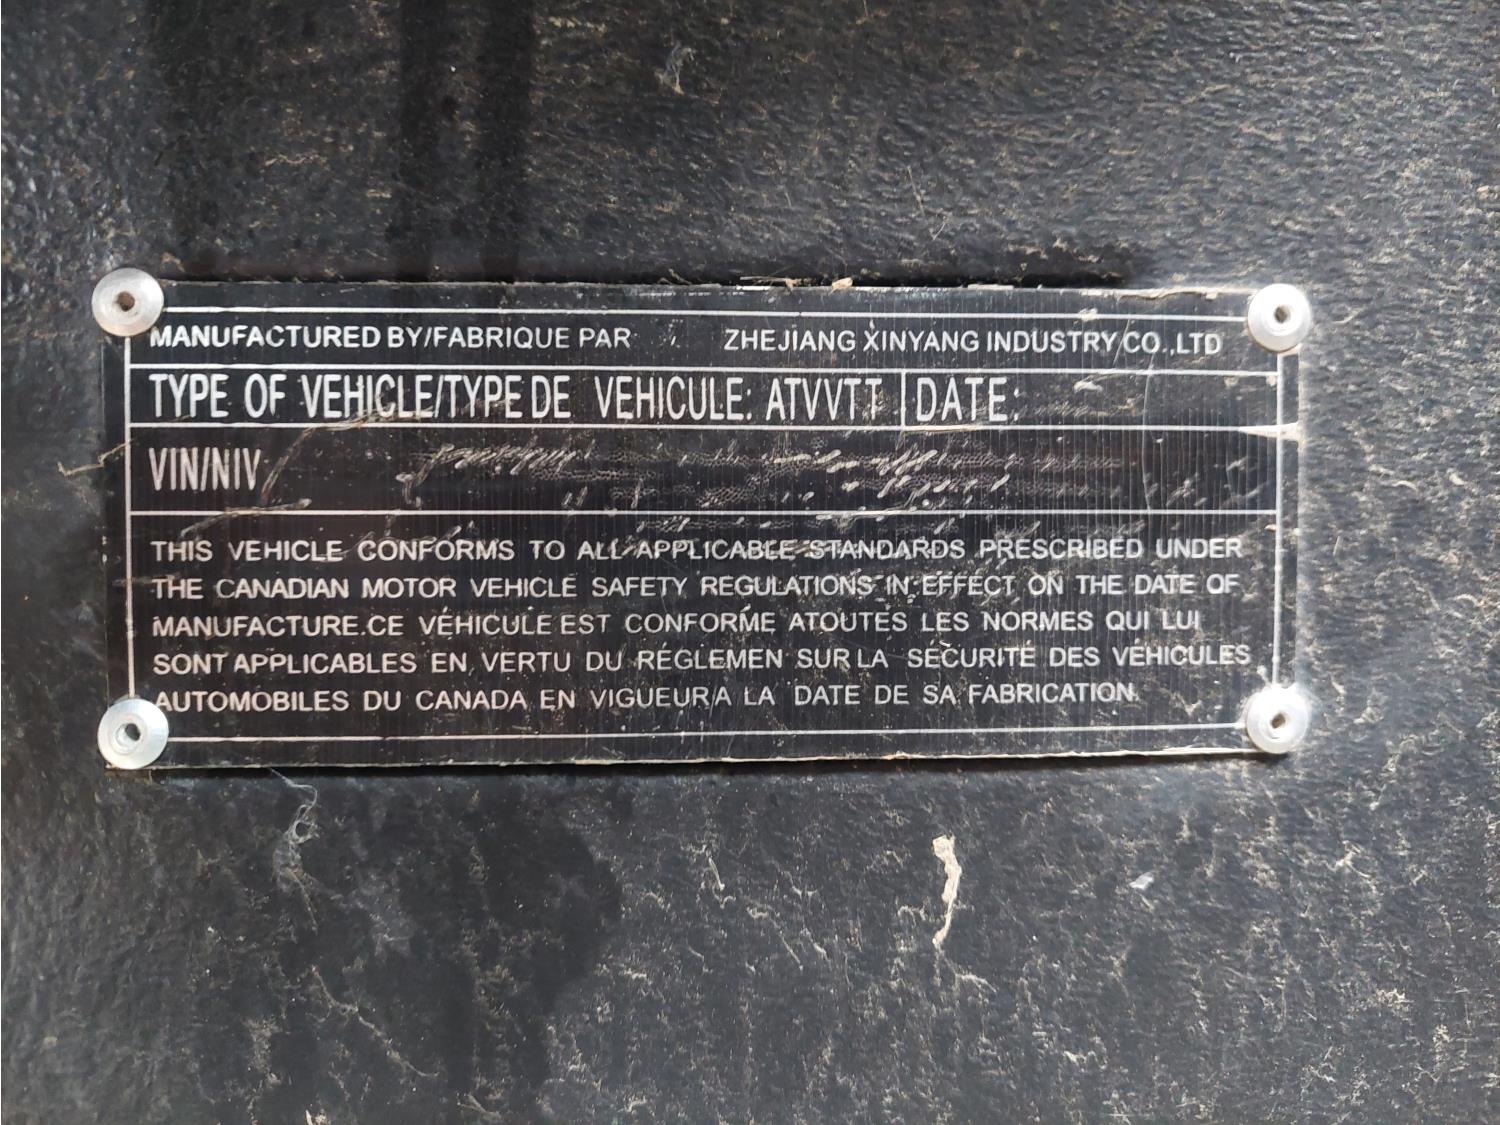 MANUFACTURED BY/FABRIQUE PAR ZHEJIANG XINYANG INDUSTRY CO.,LTD
TYPE OF VEHICLE/TYPE DE VEHICULE: ATVVTT DATE:
VIN/NIV
THIS VEHICLE CONFORMS TO ALL APPLICABLE STANDARDS PRESCRIBED UNDER
THE CANADIAN MOTOR VEHICLE SAFETY REGULATIONS IN EFFECT ON THE DATE OF
MANUFACTURE.CE VÉHICULE EST CONFORMÉ ATOUTES LES NORMES QUI LUI
SONT APPLICABLES EN VERTU DU RÉGLEMEN SUR LA SÈCURITÉ DES VÉHICULES
AUTOMOBILES DU CANADA EN VIGUEUR/A LA DATE DE SA FABRICATION.